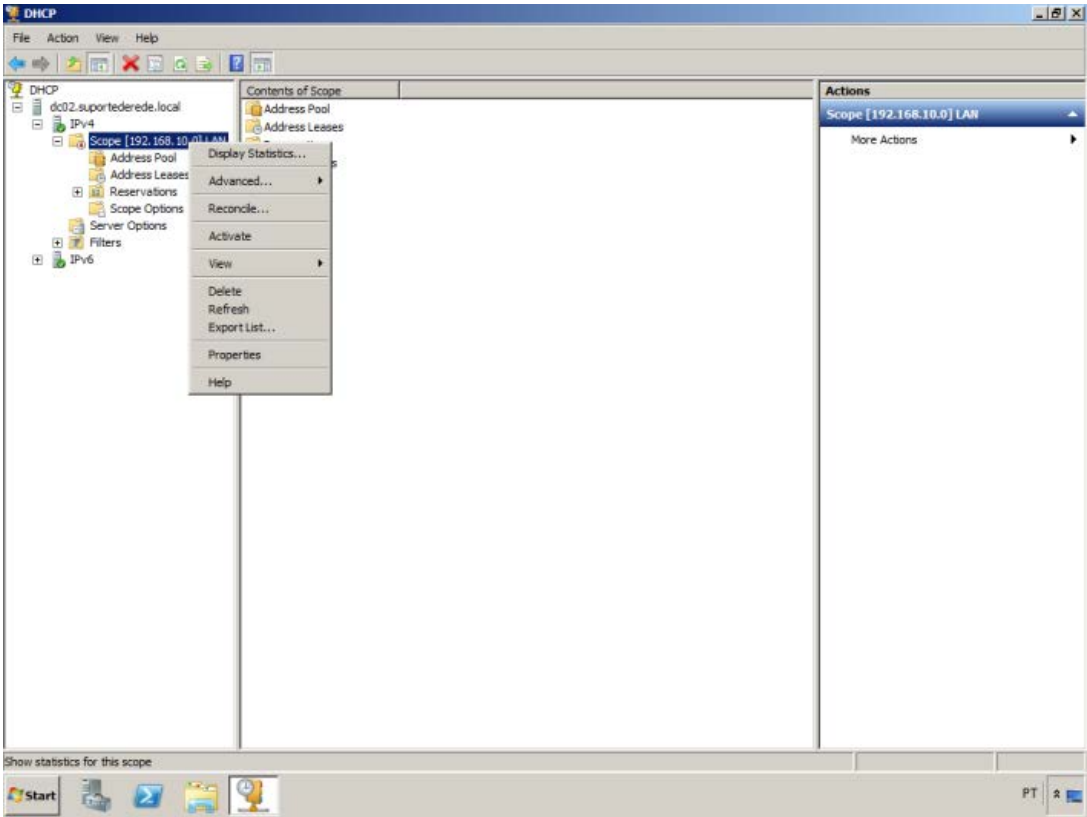 DHCP
File Action View Help
DHCP
dc02.suportederede.local
IPv4
Scope [192.168.10.0] LAN
Address Pool
Address Leases
Reservations
Scope Options
Server Options
Filters
IPv6
Contents of Scope
Address Pool
Address Leases
Display Statistics...
Advanced...
Reconcile...
Activate
View
Delete
Refresh
Export List...
Properties
Help
Actions
Scope [192.168.10.0] LAN
More Actions
Show statistics for this scope
Start
PT